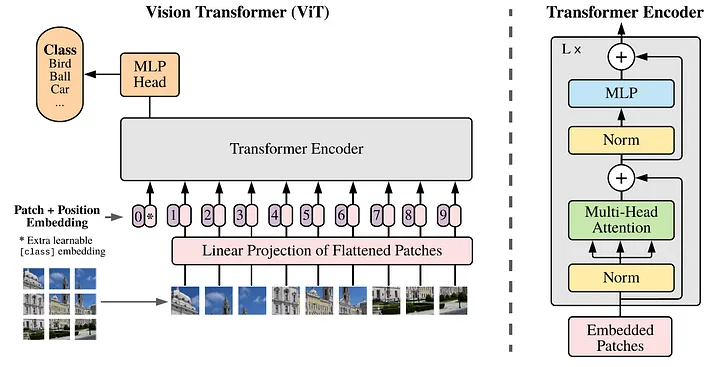 Vision Transformer (ViT)
Class
Bird
Ball
Car
...
MLP
Head
Transformer Encoder
Patch + Position
Embedding
0 * 1 2 3 4 5 6 7 8 9
* Extra learnable
[class] embedding
Linear Projection of Flattened Patches
Transformer Encoder
L x
+
MLP
Norm
+
Multi-Head
Attention
Norm
Embedded
Patches